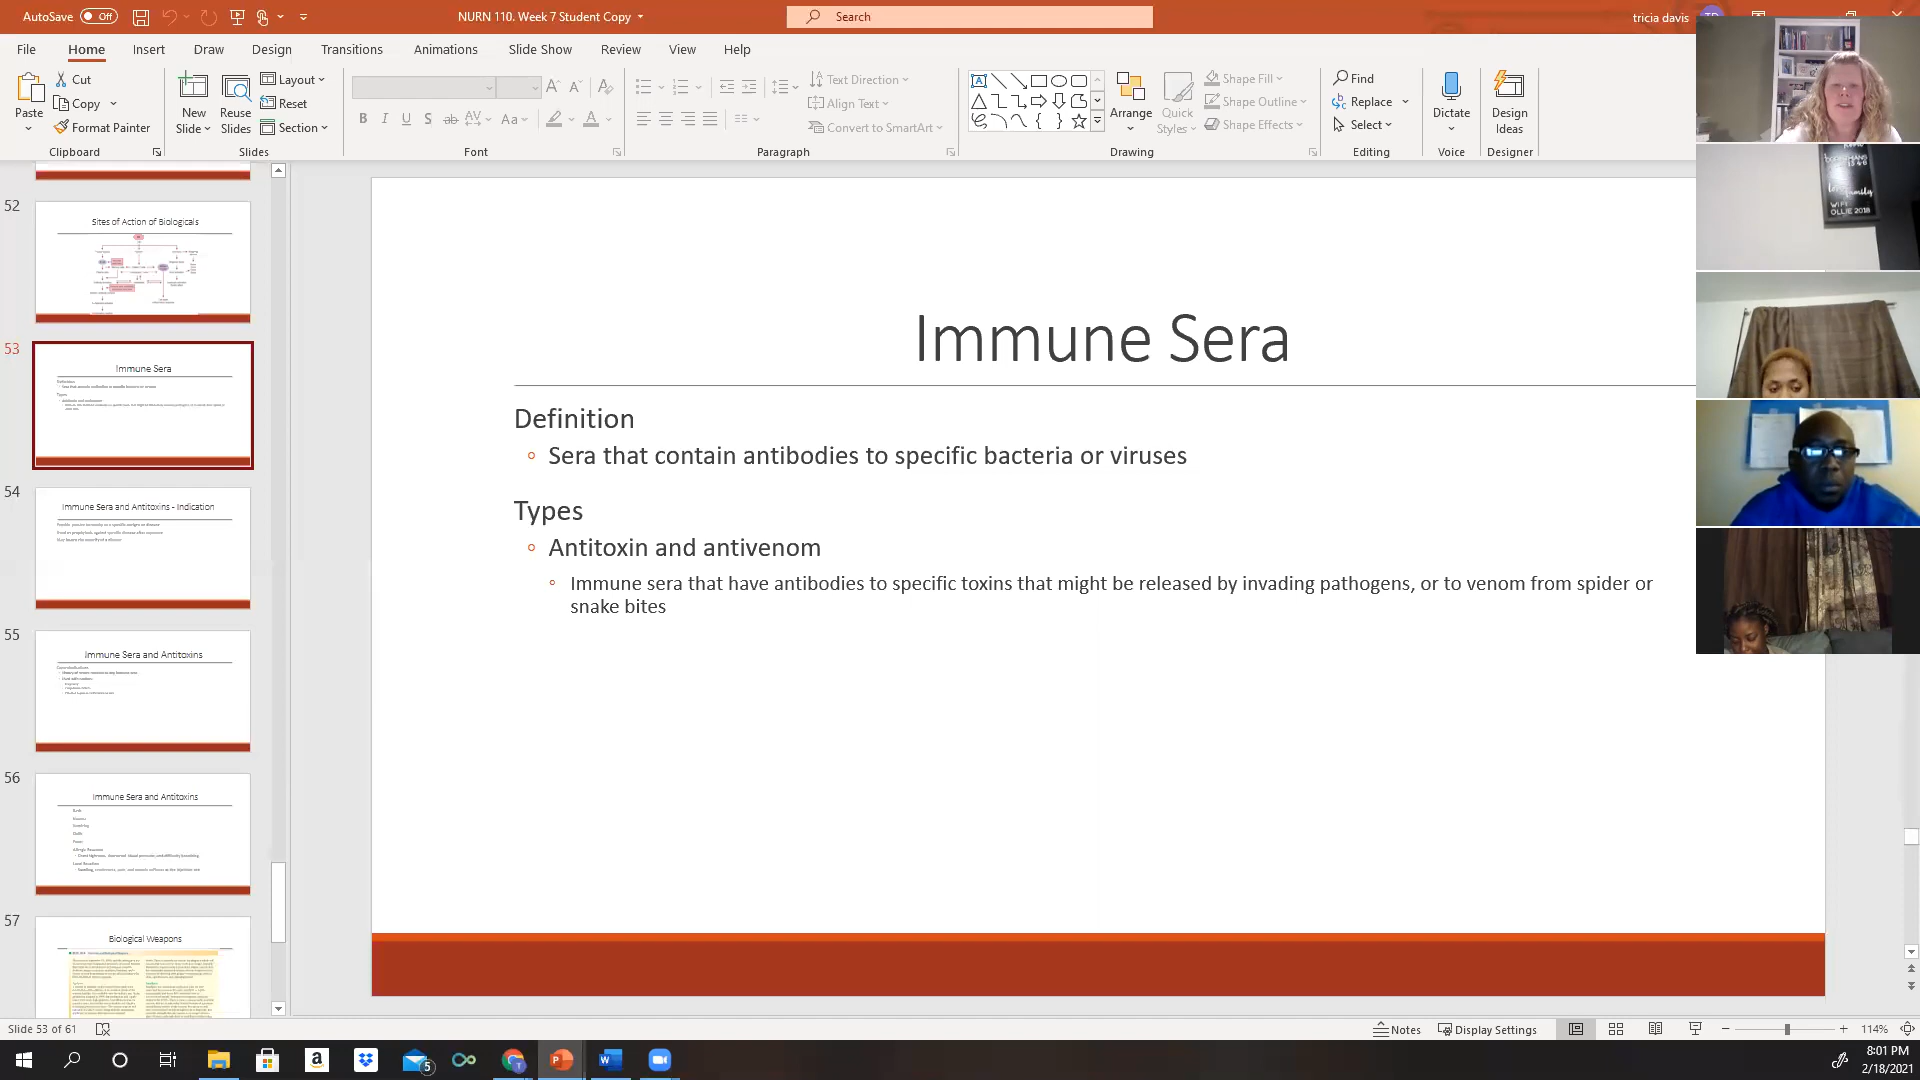 AutoSave Off
NURN 110. Week 7 Student Copy
Search
tricia davis
File Home Insert Draw Design Transitions Animations Slide Show Review View Help
Paste
Cut
Copy
Format Painter
Clipboard
New
Slide
Reuse
Slides
Layout
Reset
Section
Slides
Font
Text Direction
Align Text
Convert to SmartArt
Paragraph
Arrange
Quick
Styles
Shape Fill
Shape Outline
Shape Effects
Drawing
Find
Replace
Select
Editing
Dictate
Voice
Design
Ideas
Designer
52
Sites of Action of Biologicals
53
Immune Sera
54
Immune Sera and Antitoxins - Indication
55
Immune Sera and Antitoxins
56
Immune Sera and Antitoxins
57
Biological Weapons
Immune Sera
Definition
Sera that contain antibodies to specific bacteria or viruses
Types
Antitoxin and antivenom
Immune sera that have antibodies to specific toxins that might be released by invading pathogens, or to venom from spider or
snake bites
family
WIFI
OLLIE 2018
Slide 53 of 61
Notes
Display Settings
114%
5
8:01 PM
2/18/2021